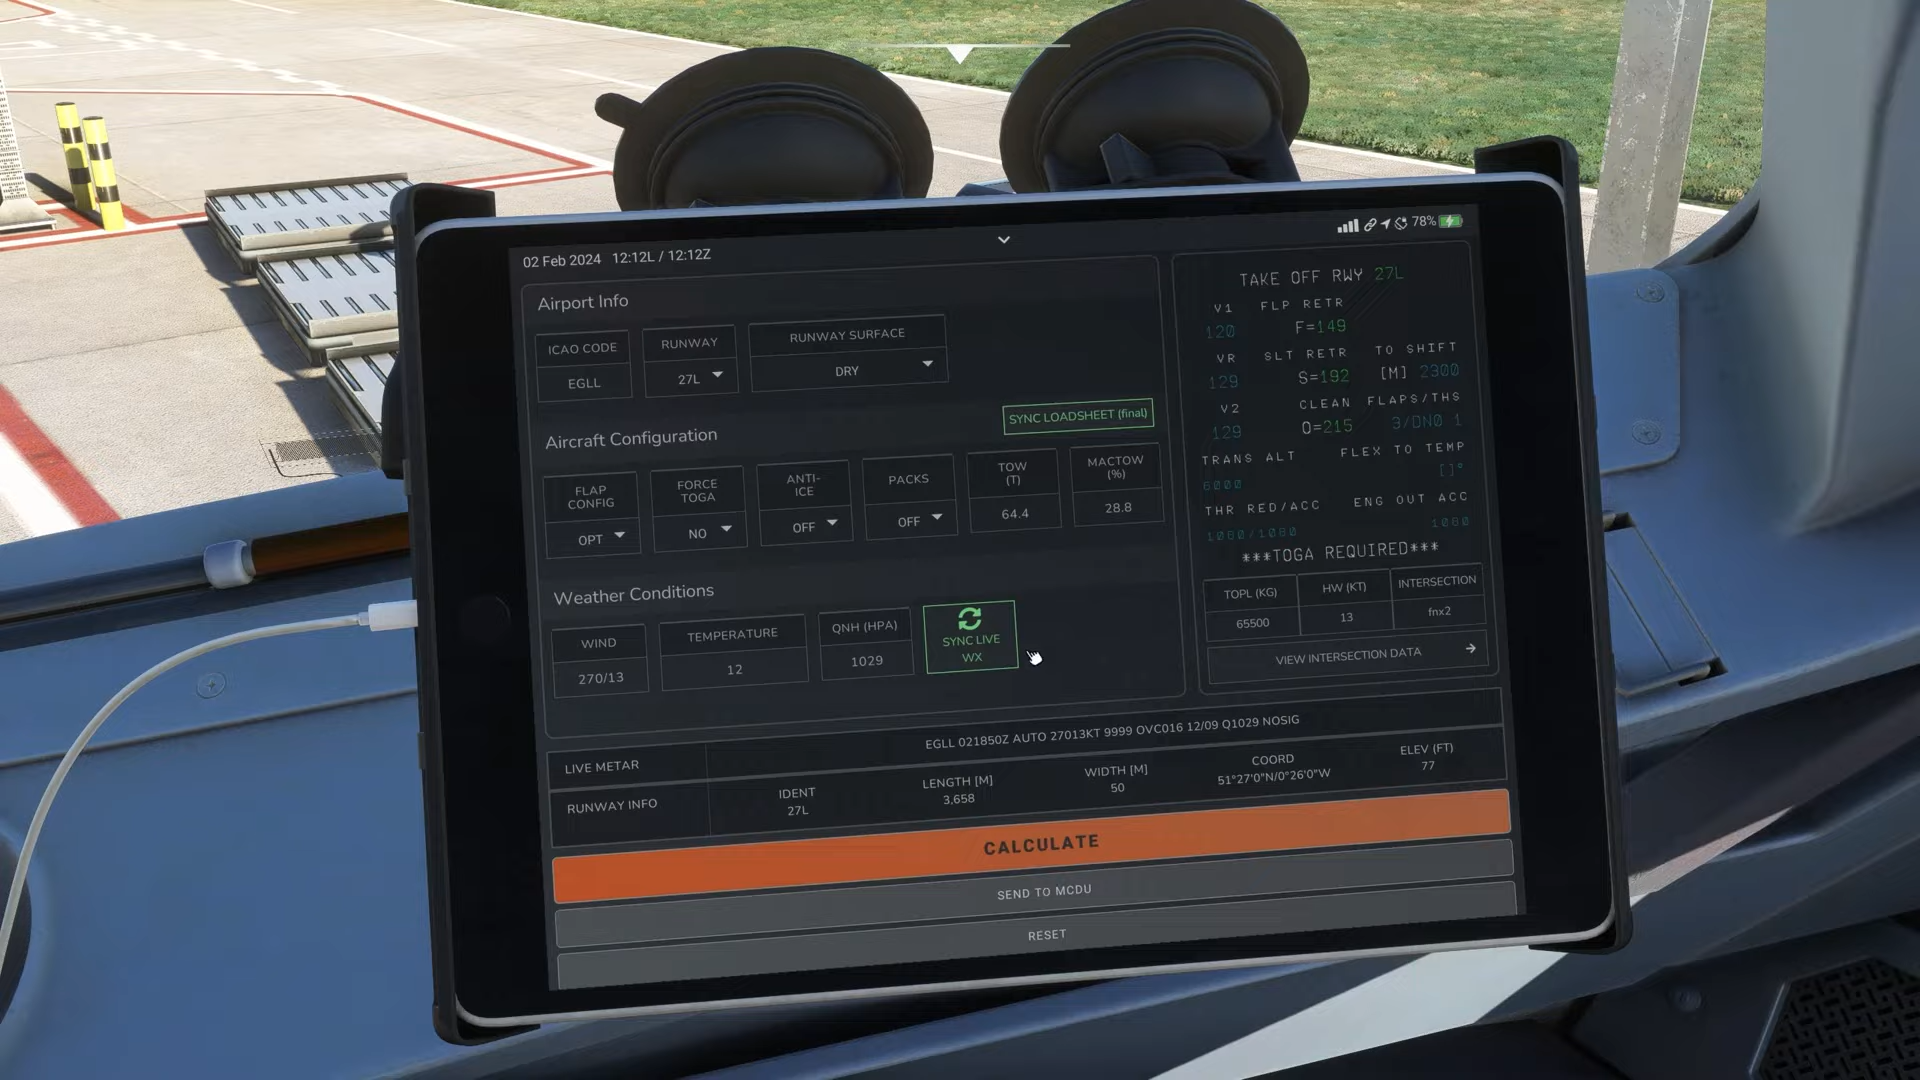 02 Feb 2024 12:12L / 12:12Z
78%
Airport Info
ICAO CODE
EGLL
RUNWAY
27L
RUNWAY SURFACE
DRY
SYNC LOADSHEET (final)
Aircraft Configuration
FLAP
CONFIG
OPT
FORCE
TOGA
NO
ANTI-
ICE
OFF
PACKS
OFF
TOW
(T)
64.4
MACTOW
(%)
28.8
Weather Conditions
WIND
270/13
TEMPERATURE
12
QNH (HPA)
1029
SYNC LIVE
WX
TAKE OFF RWY 27L
V1 FLP RETR
120 F=149
VR SLT RETR TO SHIFT
129 S=192 [M] 2300
V2 CLEAN FLAPS/THS
129 O=215 3/DN0 1
TRANS ALT FLEX TO TEMP
6000 []°
THR RED/ACC ENG OUT ACC
1080/1080 1080
***TOGA REQUIRED***
TOPL (KG)
65500
HW (KT)
13
INTERSECTION
fnx2
VIEW INTERSECTION DATA
LIVE METAR
EGLL 021850Z AUTO 27013KT 9999 OVC016 12/09 Q1029 NOSIG
RUNWAY INFO
IDENT
27L
LENGTH [M]
3,658
WIDTH [M]
50
COORD
51°27'0"N/0°26'0"W
ELEV (FT)
77
CALCULATE
SEND TO MCDU
RESET